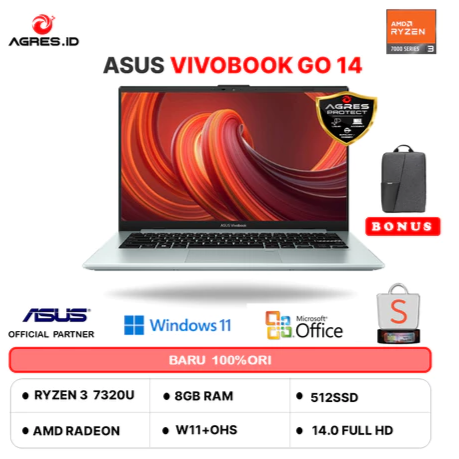 AGRES.ID
AMD
RYZEN
7000 SERIES 3
ASUS VIVOBOOK GO 14
AGRES
PROTECT
ASUS Vivobook
BONUS
ASUS
OFFICIAL PARTNER
Windows 11
Microsoft
Office
S
BARU 100%ORI
• RYZEN 3 7320U
• 8GB RAM
• 512SSD
• AMD RADEON
• W11+OHS
• 14.0 FULL HD